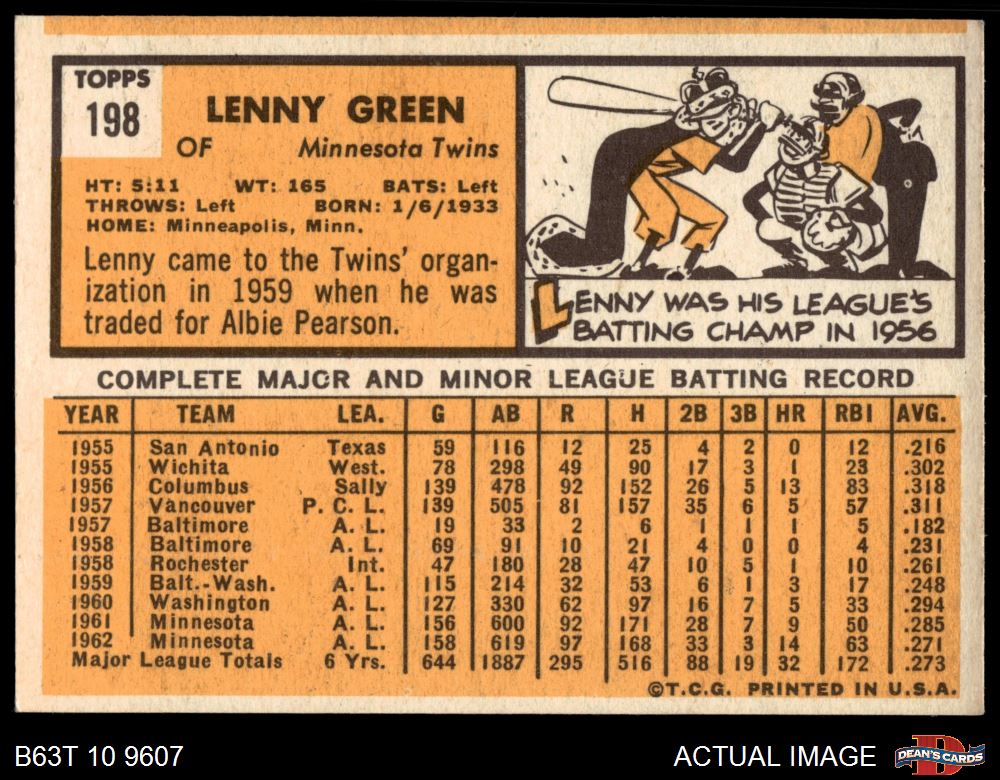 TOPPS
198
LENNY GREEN
OF Minnesota Twins
HT: 5:11 WT: 165 BATS: Left
THROWS: Left BORN: 1/6/1933
HOME: Minneapolis, Minn.
Lenny came to the Twins' organ-
ization in 1959 when he was
traded for Albie Pearson.
LENNY WAS HIS LEAGUE'S
BATTING CHAMP IN 1956
COMPLETE MAJOR AND MINOR LEAGUE BATTING RECORD
YEAR TEAM LEA. G AB R H 2B 3B HR RBI AVG.
1955 San Antonio Texas 59 116 12 25 4 2 0 12 .216
1955 Wichita West. 78 298 49 90 17 3 1 23 .302
1956 Columbus Sally 139 478 92 152 26 5 13 83 .318
1957 Vancouver P. C. L. 139 505 81 157 35 6 5 57 .311
1957 Baltimore A. L. 19 33 2 6 1 1 1 5 .182
1958 Baltimore A. L. 69 91 10 21 4 0 0 4 .231
1958 Rochester Int. 47 180 28 47 10 5 1 10 .261
1959 Balt.-Wash. A. L. 115 214 32 53 6 1 3 17 .248
1960 Washington A. L. 127 330 62 97 16 7 5 33 .294
1961 Minnesota A. L. 156 600 92 171 28 7 9 50 .285
1962 Minnesota A. L. 158 619 97 168 33 3 14 63 .271
Major League Totals 6 Yrs. 644 1887 295 516 88 19 32 172 .273
©T.C.G. PRINTED IN U.S.A.
B63T 10 9607 ACTUAL IMAGE DEAN'S CARDS